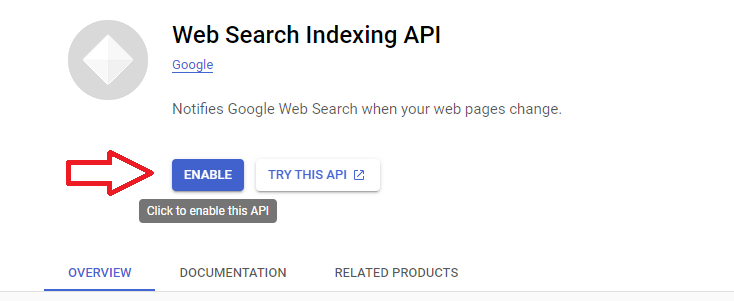 Web Search Indexing API
Google
Notifies Google Web Search when your web pages change.
ENABLE TRY THIS API
Click to enable this API
OVERVIEW DOCUMENTATION RELATED PRODUCTS